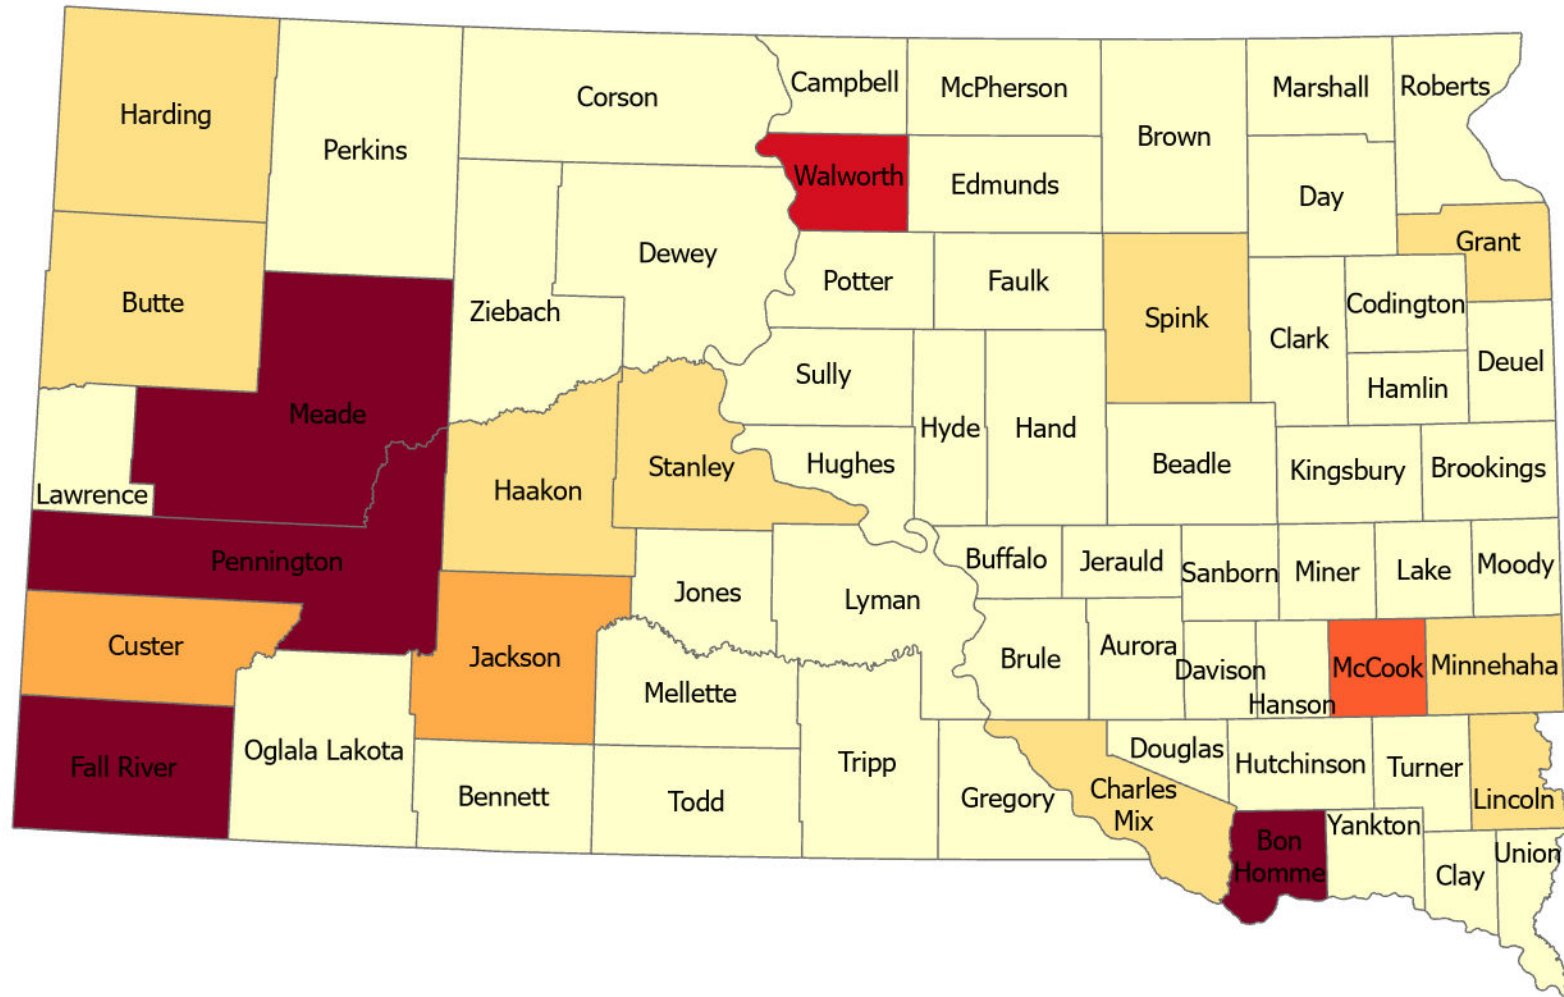 Campbell
McPherson
Marshall
Roberts
Corson
Harding
Brown
Perkins
Walworth
Edmunds
Day
Grant
Dewey
Potter
Faulk
Butte
Codington
Ziebach
Spink
Clark
Deuel
Sully
Hamlin
Meade
Hyde
Hand
Hughes
Beadle
Stanley
Kingsbury
Brookings
Haakon
Lawrence
Pennington
Buffalo
Jerauld
Sanborn
Miner
Lake
Moody
Jones
Lyman
Custer
Jackson
Brule
Aurora
Davison
McCook
Minnehaha
Mellette
Hanson
Oglala Lakota
Douglas
Fall River
Tripp
Hutchinson
Turner
Bennett
Todd
Gregory
Charles
Mix
Lincoln
Yankton
Bon
Homme
Union
Clay